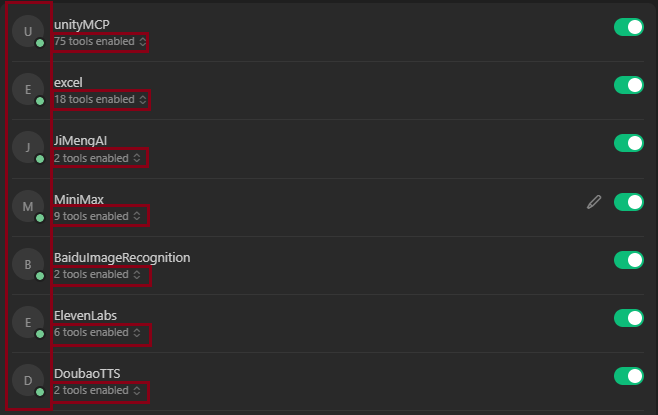 U
unityMCP
75 tools enabled
E
excel
18 tools enabled
J
JiMengAI
2 tools enabled
M
MiniMax
9 tools enabled
B
BaiduImageRecognition
2 tools enabled
E
ElevenLabs
6 tools enabled
D
DoubaoTTS
2 tools enabled